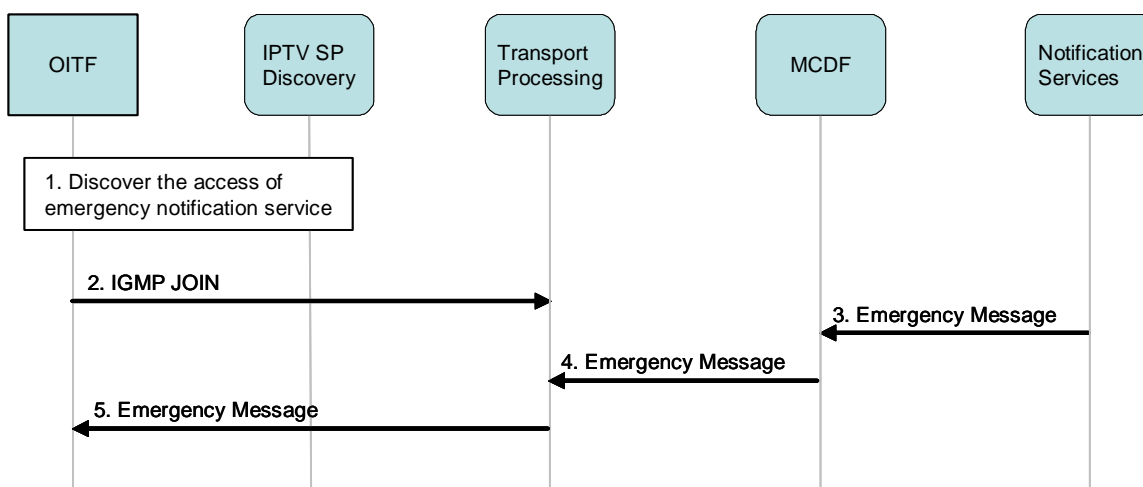 OITF
IPTV SP
Discovery
Transport
Processing
MCDF
Notification
Services
1. Discover the access of
emergency notification service
2. IGMP JOIN
3. Emergency Message
4. Emergency Message
5. Emergency Message